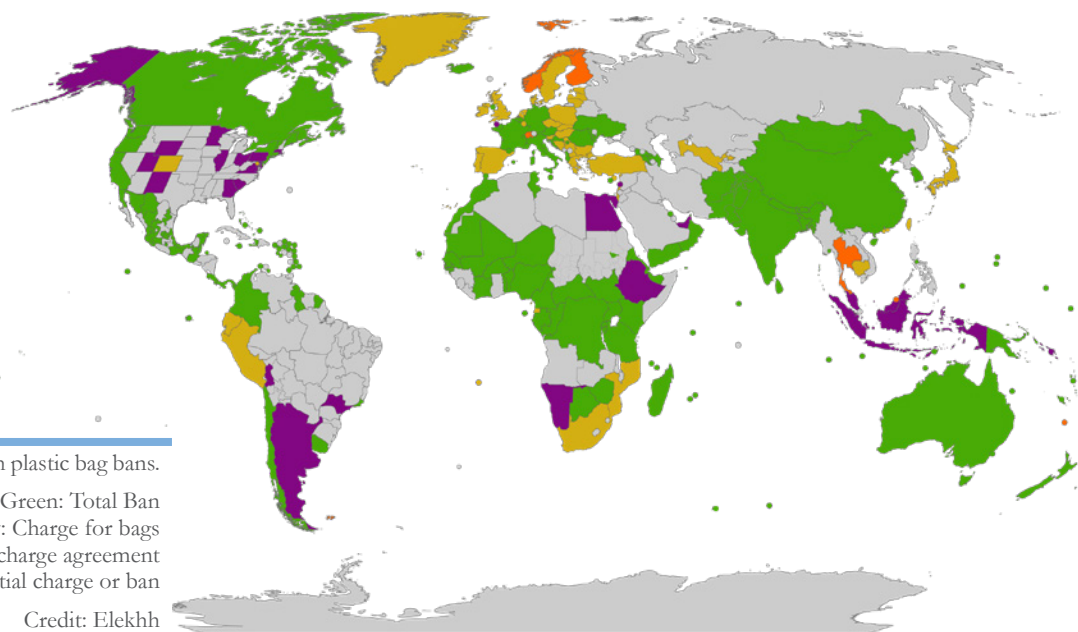 n plastic bag bans.
Green: Total Ban
: Charge for bags
charge agreement
tial charge or ban
Credit: Elekhh